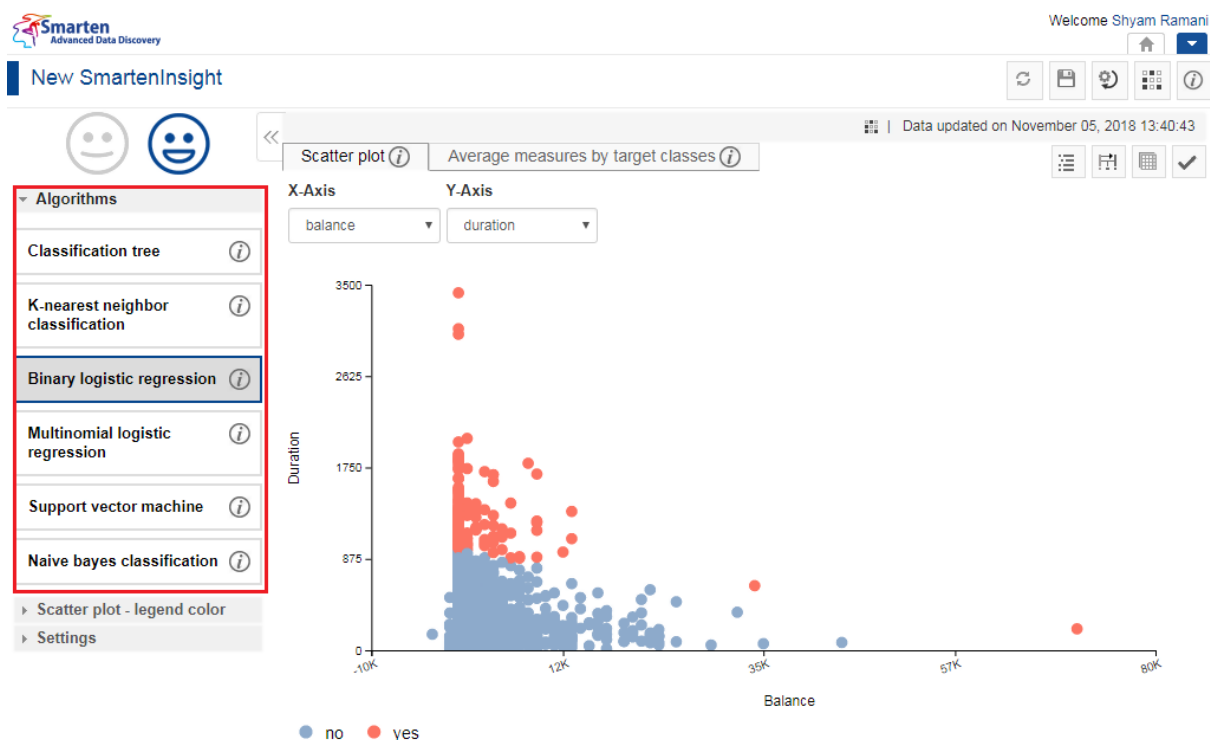 Smarten
Advanced Data Discovery
Welcome Shyam Ramani
New SmartenInsight
Data updated on November 05, 2018 13:40:43
Scatter plot
Average measures by target classes
Algorithms
Classification tree
K-nearest neighbor
classification
Binary logistic regression
Multinomial logistic
regression
Support vector machine
Naive bayes classification
Scatter plot - legend color
Settings
X-Axis
Y-Axis
balance
duration
3500
2625
1750
875
0
Duration
-10K
12K
35K
57K
80K
Balance
no
yes